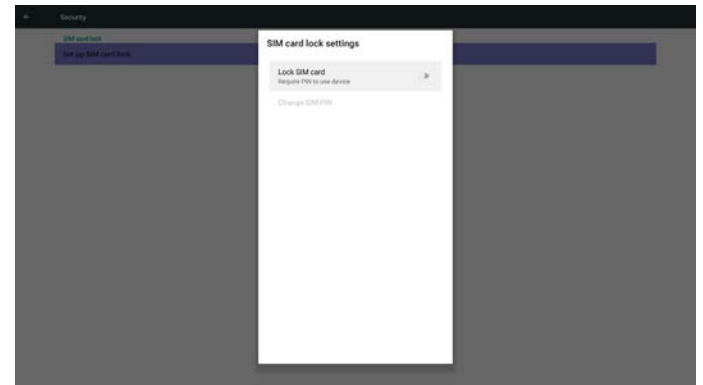 Security
SIM card lock
Set up SIM card lock
SIM card lock settings
Lock SIM card
Require PIN to use device
Change SIM PIN